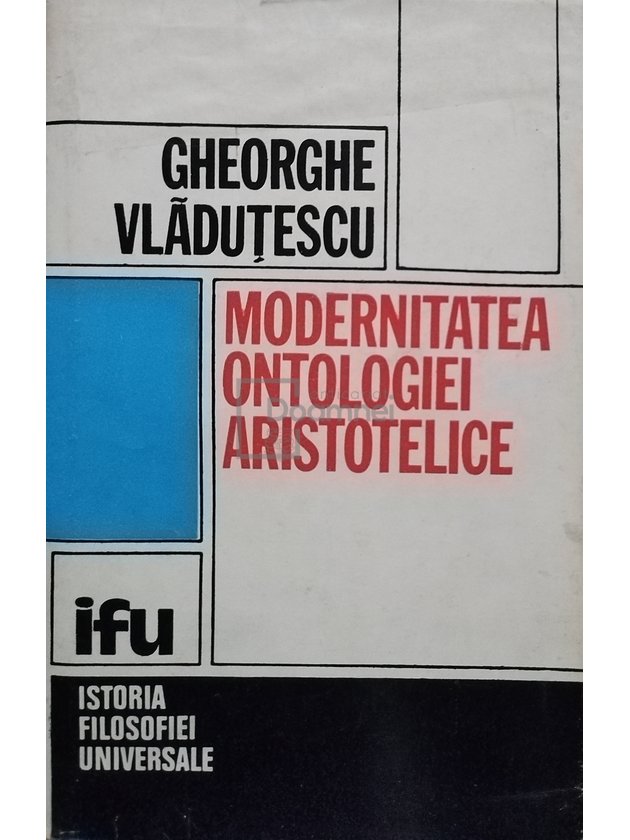 GHEORGHE
VLĂDUȚESCU
MODERNITATEA
ONTOLOGIEI
ARISTOTELICE
ifu
ISTORIA
FILOSOFIEI
UNIVERSALE